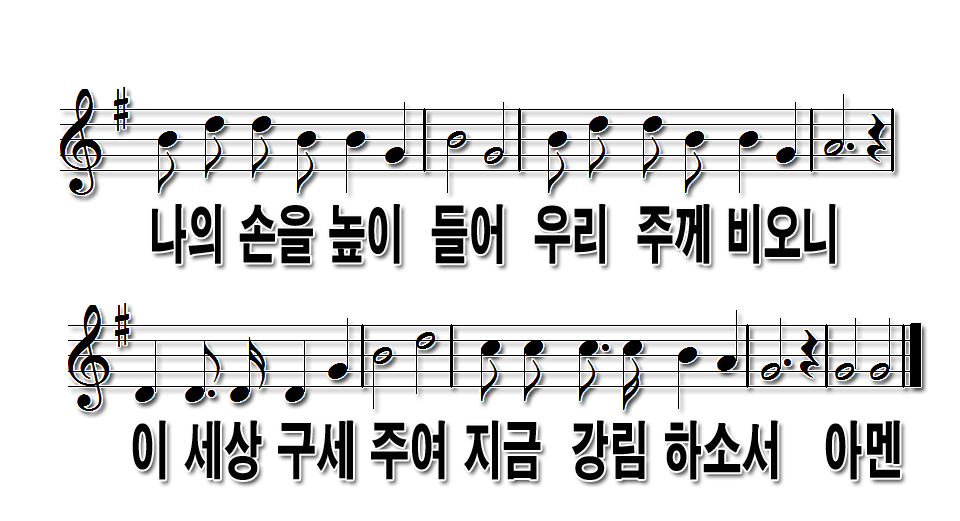 나의 손을 높이 들어 우리 주께 비오니
이 세상 구세 주여 지금 강림 하소서 아멘